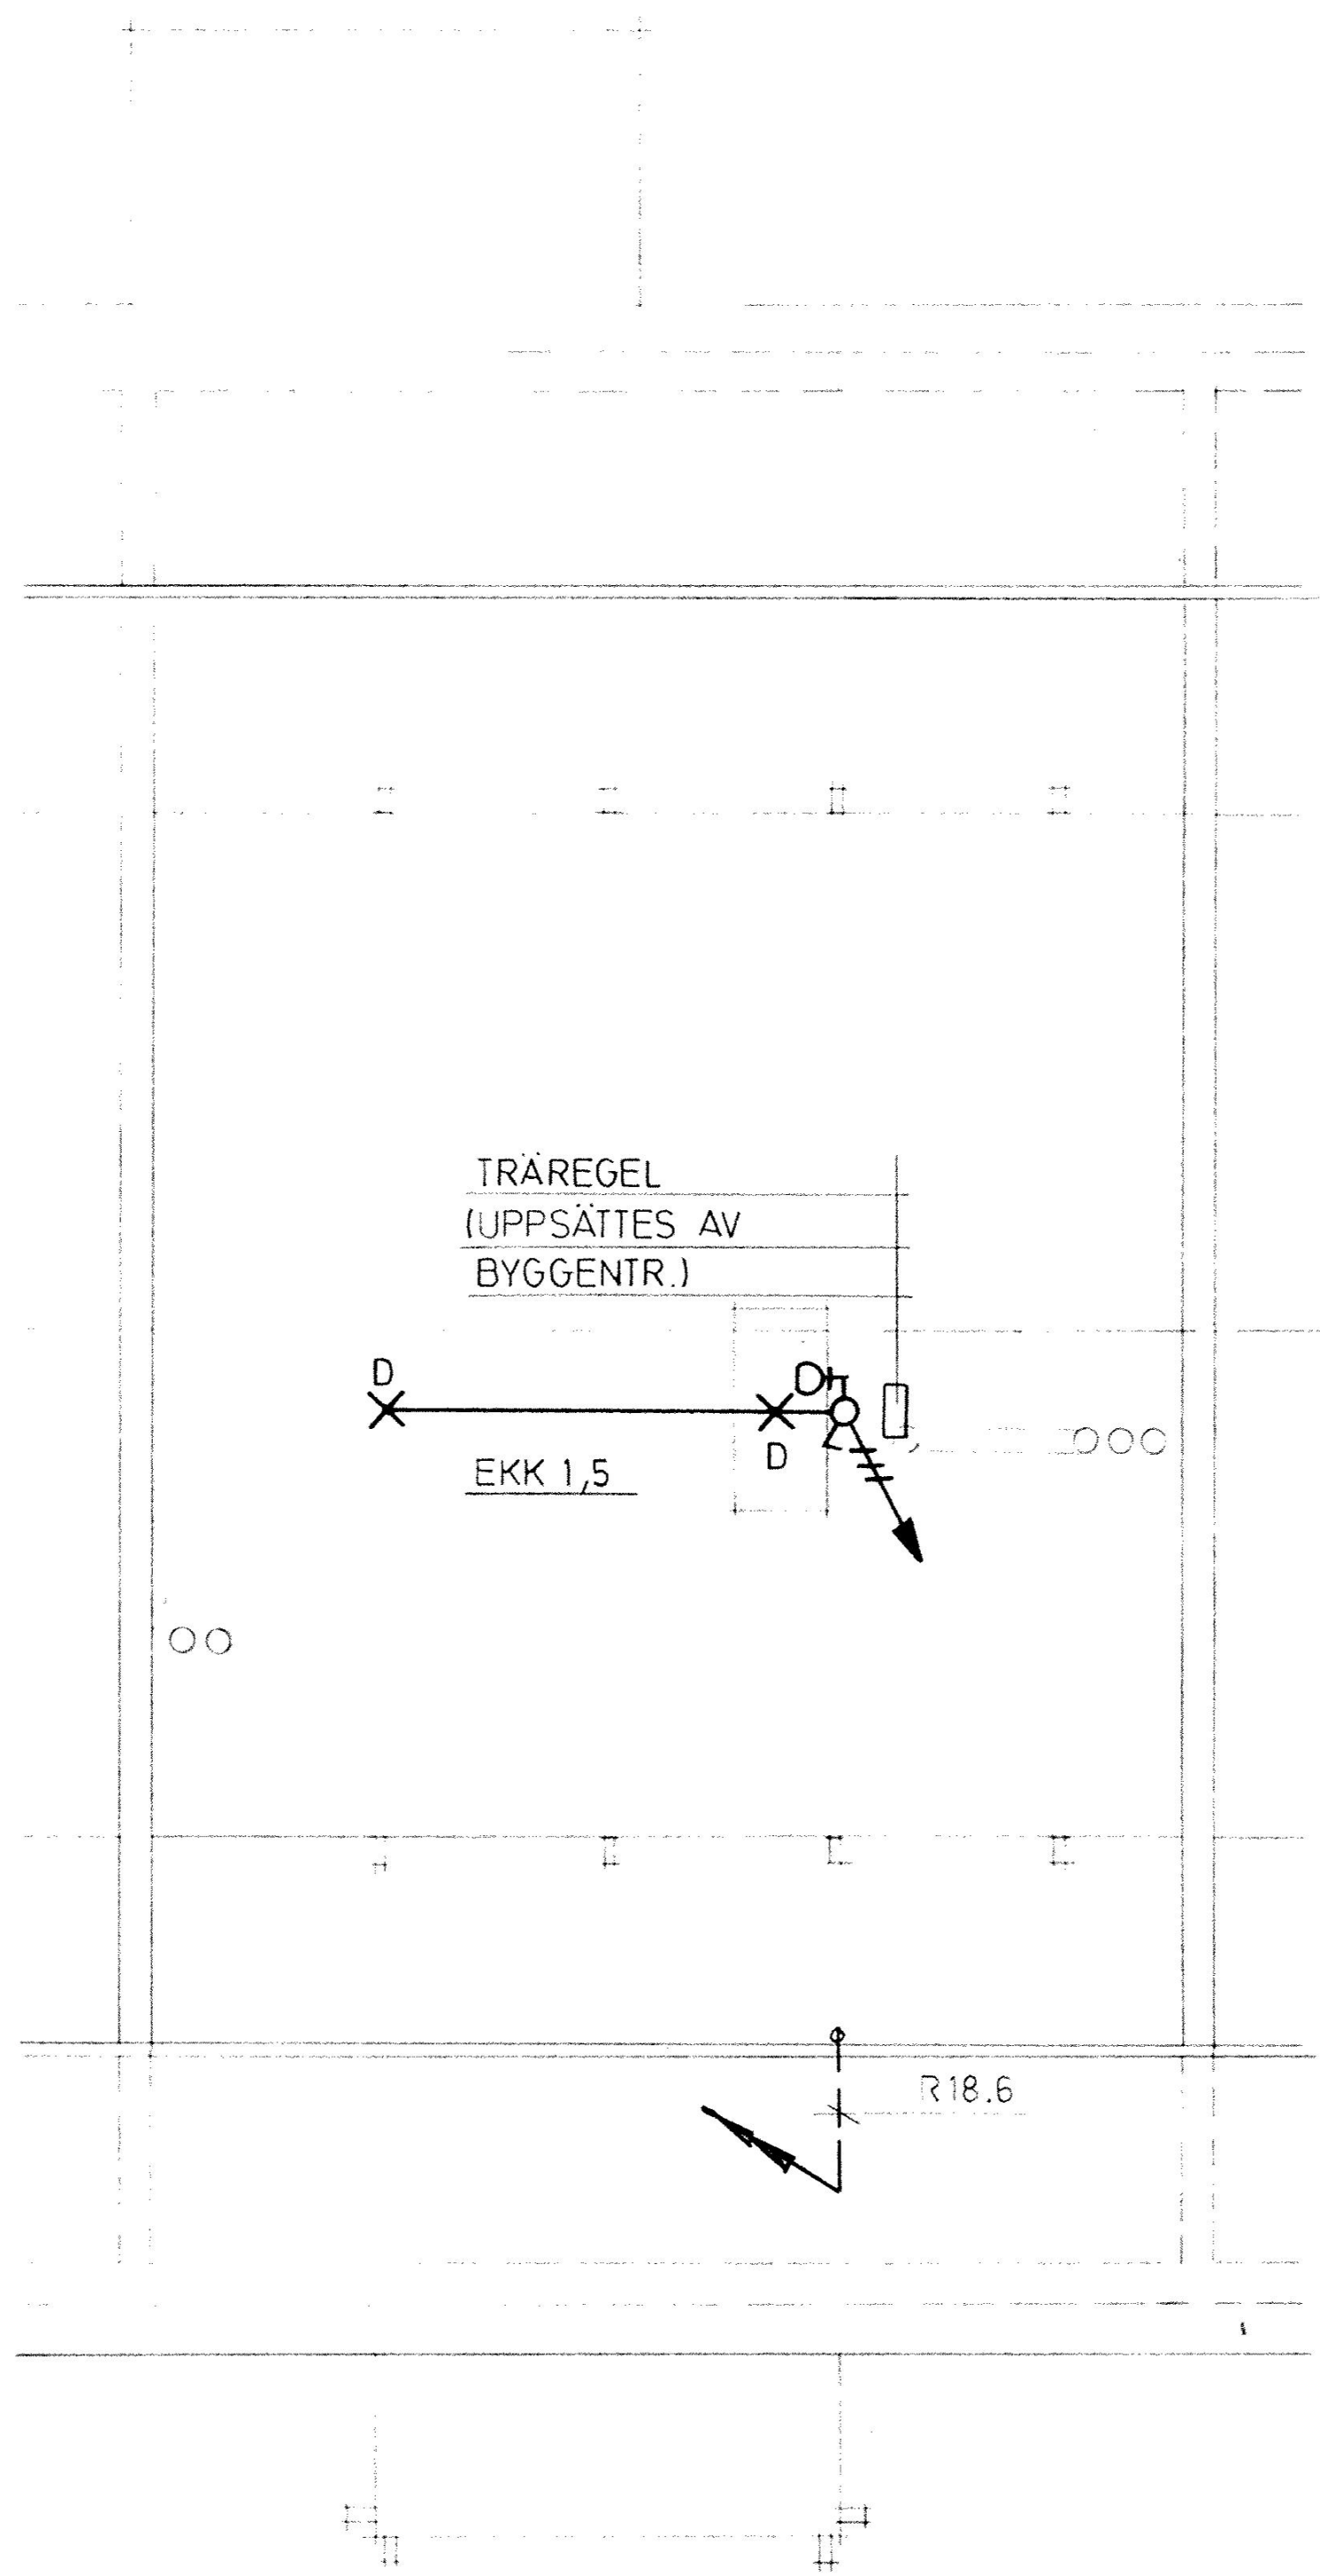 TRÄREGEL
(UPPSÄTTES AV
BYGGENTR.)
D
D
EKK 1,5
R18.6